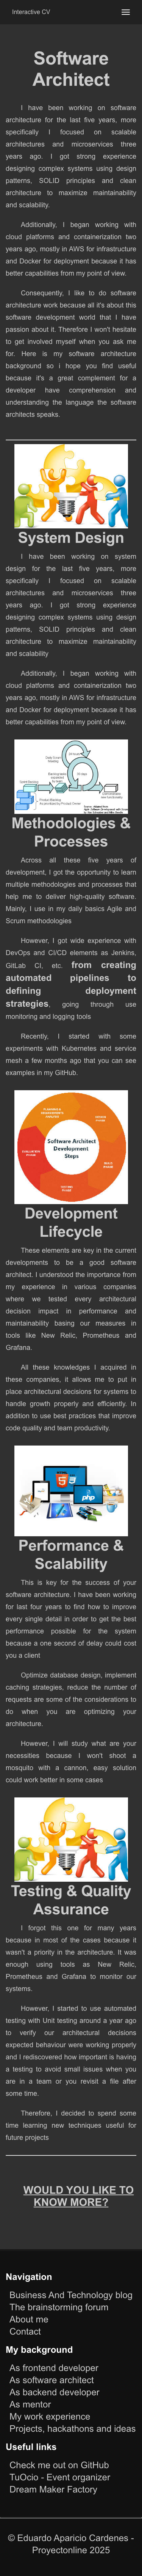 Interactive CV
Software
Architect
I have been working on software
architecture for the last five years, more
specifically I focused on scalable
architectures and microservices three
years ago. I got strong experience
designing complex systems using design
patterns, SOLID principles and clean
architecture to maximize maintainability
and scalability.
Additionally, I began working with
cloud platforms and containerization two
years ago, mostly in AWS for infrastructure
and Docker for deployment because it has
better capabilities from my point of view.
Consequently, I like to do software
architecture work because all it's about this
software development world that I have
passion about it. Therefore I won't hesitate
to get involved myself when you ask me
for. Here is my software architecture
background so i hope you find useful
because it's a great complement for a
developer have comprehension and
understanding the language the software
architects speaks.
System Design
I have been working on system
design for the last five years, more
specifically I focused on scalable
architectures and microservices three
years ago. I got strong experience
designing complex systems using design
patterns, SOLID principles and clean
architecture to maximize maintainability
and scalability
Additionally, I began working with
cloud platforms and containerization two
years ago, mostly in AWS for infrastructure
and Docker for deployment because it has
better capabilities from my point of view.
Methodologies &
Processes
Across all these five years of
development, I got the opportunity to learn
multiple methodologies and processes that
help me to deliver high-quality software.
Mainly, I use in my daily basics Agile and
Scrum methodologies
However, I got wide experience with
DevOps and CI/CD elements as Jenkins,
GitLab CI, etc. from creating
automated pipelines to
defining deployment
strategies, going through use
monitoring and logging tools
Recently, I started with some
experiments with Kubernetes and service
mesh a few months ago that you can see
examples in my GitHub.
Software Architect
Development
Steps
Development
Lifecycle
These elements are key in the current
developments to be a good software
architect. I understood the importance from
my experience in various companies
where we tested every architectural
decision impact in performance and
maintainability basing our measures in
tools like New Relic, Prometheus and
Grafana.
All these knowledges I acquired in
these companies, it allows me to put in
place architectural decisions for systems to
handle growth properly and efficiently. In
addition to use best practices that improve
code quality and team productivity.
php
Performance &
Scalability
This is key for the success of your
software architecture. I have been working
for last four years to find how to improve
every single detail in order to get the best
performance possible for the system
because a one second of delay could cost
you a client
Optimize database design, implement
caching strategies, reduce the number of
requests are some of the considerations to
do when you are optimizing your
architecture.
However, I will study what are your
necessities because I won't shoot a
mosquito with a cannon, easy solution
could work better in some cases
Testing & Quality
Assurance
I forgot this one for many years
because in most of the cases because it
wasn't a priority in the architecture. It was
enough using tools as New Relic,
Prometheus and Grafana to monitor our
systems.
However, I started to use automated
testing with Unit testing around a year ago
to verify our architectural decisions
expected behaviour were working properly
and I rediscovered how important is having
a testing to avoid small issues when you
are in a team or you revisit a file after
some time.
Therefore, I decided to spend some
time learning new techniques useful for
future projects
WOULD YOU LIKE TO
KNOW MORE?
Navigation
Business And Technology blog
The brainstorming forum
About me
Contact
My background
As frontend developer
As software architect
As backend developer
As mentor
My work experience
Projects, hackathons and ideas
Useful links
Check me out on GitHub
TuOcio - Event organizer
Dream Maker Factory
© Eduardo Aparicio Cardenes -
Proyectonline 2025